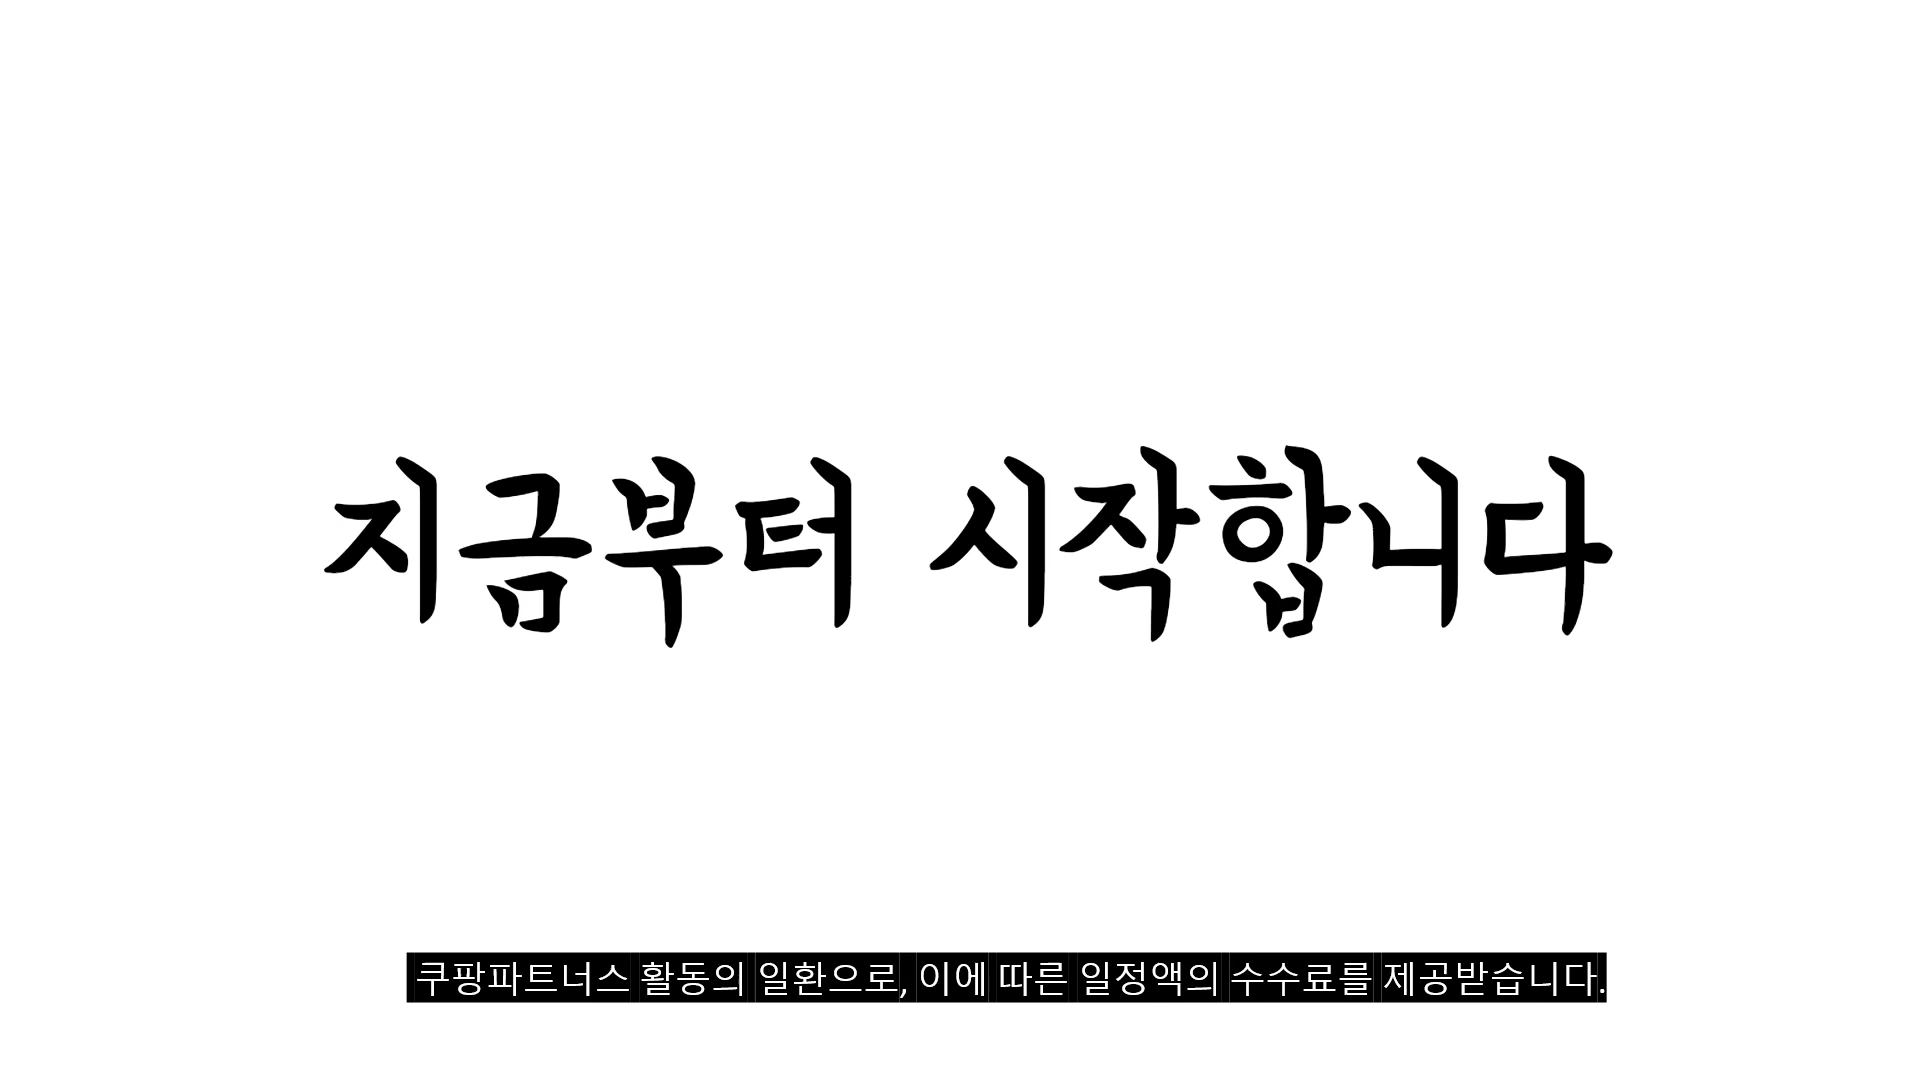 지금부터 시작합니다
쿠팡파트너스 활동의 일환으로, 이에 따른 일정액의 수수료를 제공받습니다.